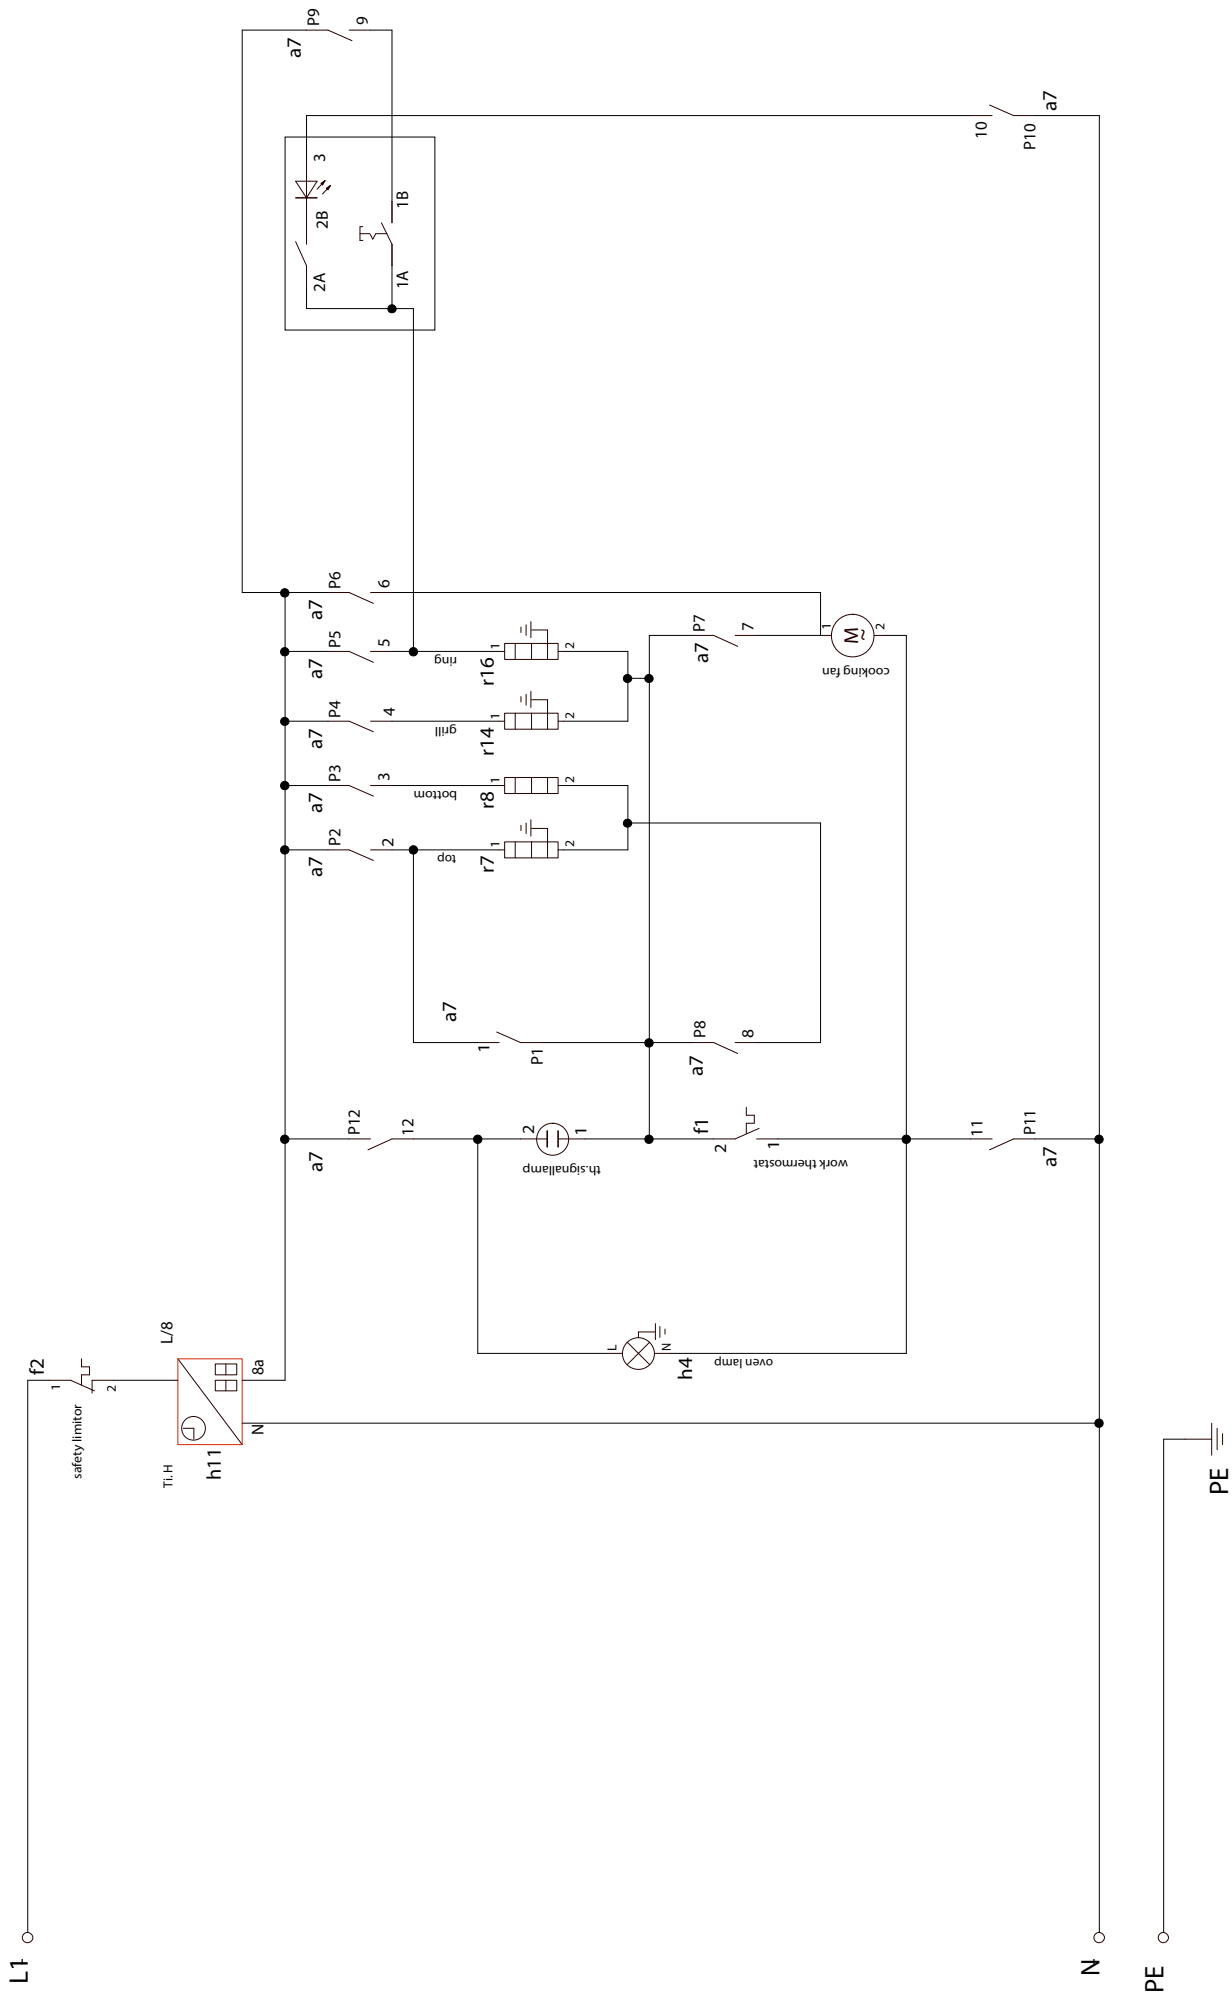 P9
9
a7
10
P10
a7
3
2B
2A
1B
1A
P6
6
a7
P5
5
a7
ring
r16
1
2
P4
4
a7
grill
r14
1
2
P3
3
a7
bottom
r8
1
2
P2
2
a7
top
r7
1
2
P7
7
a7
M
~
1
2
cooking fan
a7
1
P1
P8
8
a7
P12
12
a7
2
1
th.signallamp
f1
2
1
work thermostat
11
P11
a7
L
N
h4
oven lamp
f2
1
2
safety limitor
L/8
8a
N
Ti.H
h11
PE
L1
N
PE